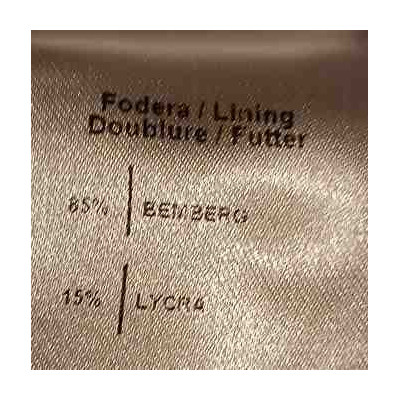 Fodera / Lining
Doublure / Futter
85% BEMBERG
15% LYCRA